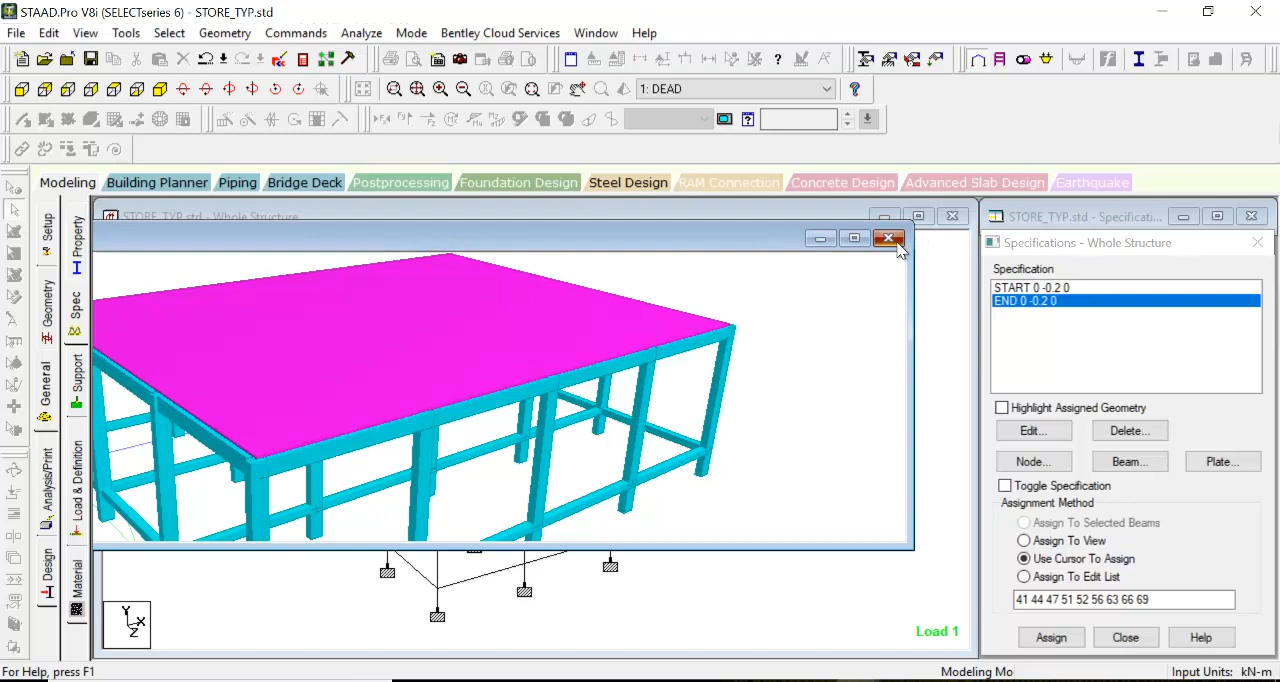 STAAD.Pro V8i (SELECTseries 6) - STORE_TYP.std
File Edit View Tools Select Geometry Commands Analyze Mode Bentley Cloud Services Window Help
1: DEAD
Modeling Building Planner Piping Bridge Deck Postprocessing Foundation Design Steel Design RAM Connection Concrete Design Advanced Slab Design Earthquake
Setup
Geometry
General
Analysis/Print
Design
Property
Spec
Support
Load & Definition
Material
STORE_TYP.std - Whole Structure
Y
X
Z
Load 1
STORE_TYP.std - Specificati...
Specifications - Whole Structure
Specification
START 0 -0.2 0
END 0 -0.2 0
Highlight Assigned Geometry
Edit... Delete...
Node... Beam... Plate...
Toggle Specification
Assignment Method
Assign To Selected Beams
Assign To View
Use Cursor To Assign
Assign To Edit List
41 44 47 51 52 56 63 66 69
Assign Close Help
For Help, press F1 Modeling Mo Input Units: kN-m